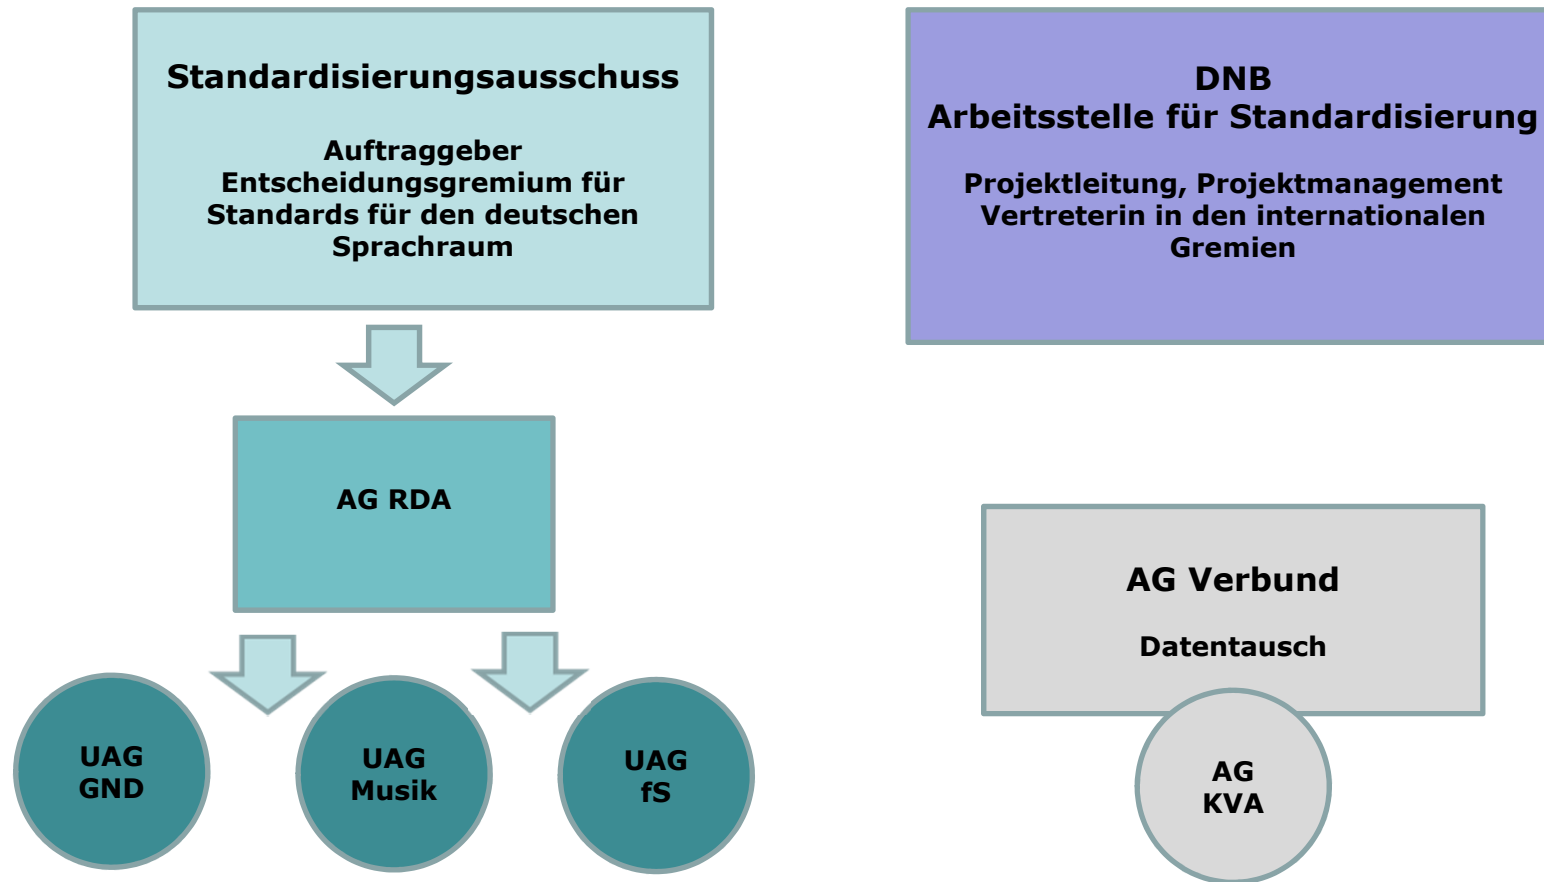 Standardisierungsausschuss
Auftraggeber
Entscheidungsgremium für
Standards für den deutschen
Sprachraum
DNB
Arbeitsstelle für Standardisierung
Projektleitung, Projektmanagement
Vertreterin in den internationalen
Gremien
AG RDA
AG Verbund
Datentausch
UAG
GND
UAG
Musik
UAG
fS
AG
KVA